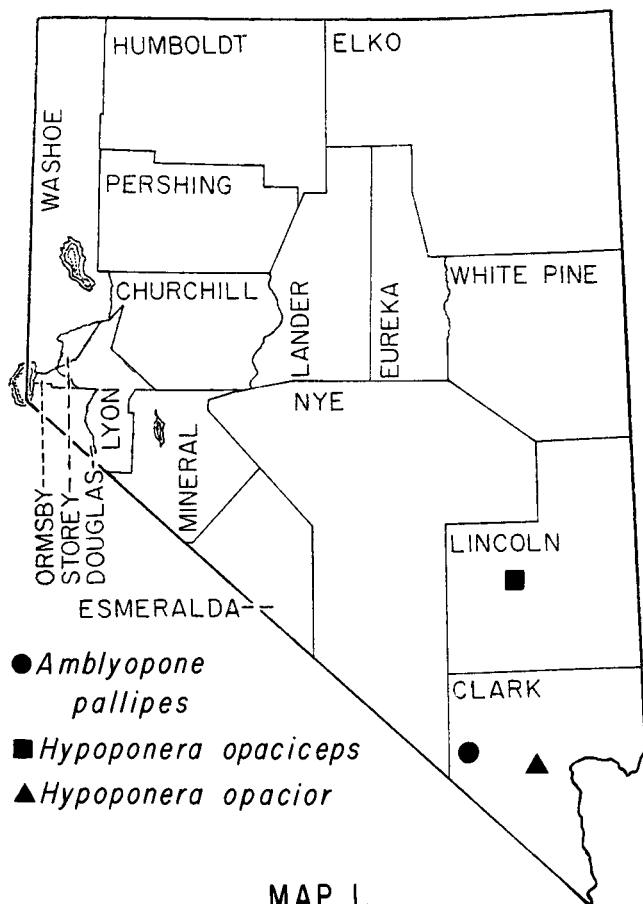 HUMBOLDT
ELKO
WASHOE
PERSHING
CHURCHILL
LANDER
EUREKA
WHITE PINE
NYE
LYON
MINERAL
ORMSBY
STOREY
DOUGLAS
ESMERALDA
LINCOLN
CLARK
● Amblyopone
pallipes
■ Hypoponera opaciceps
▲ Hypoponera opacior
MAP I.